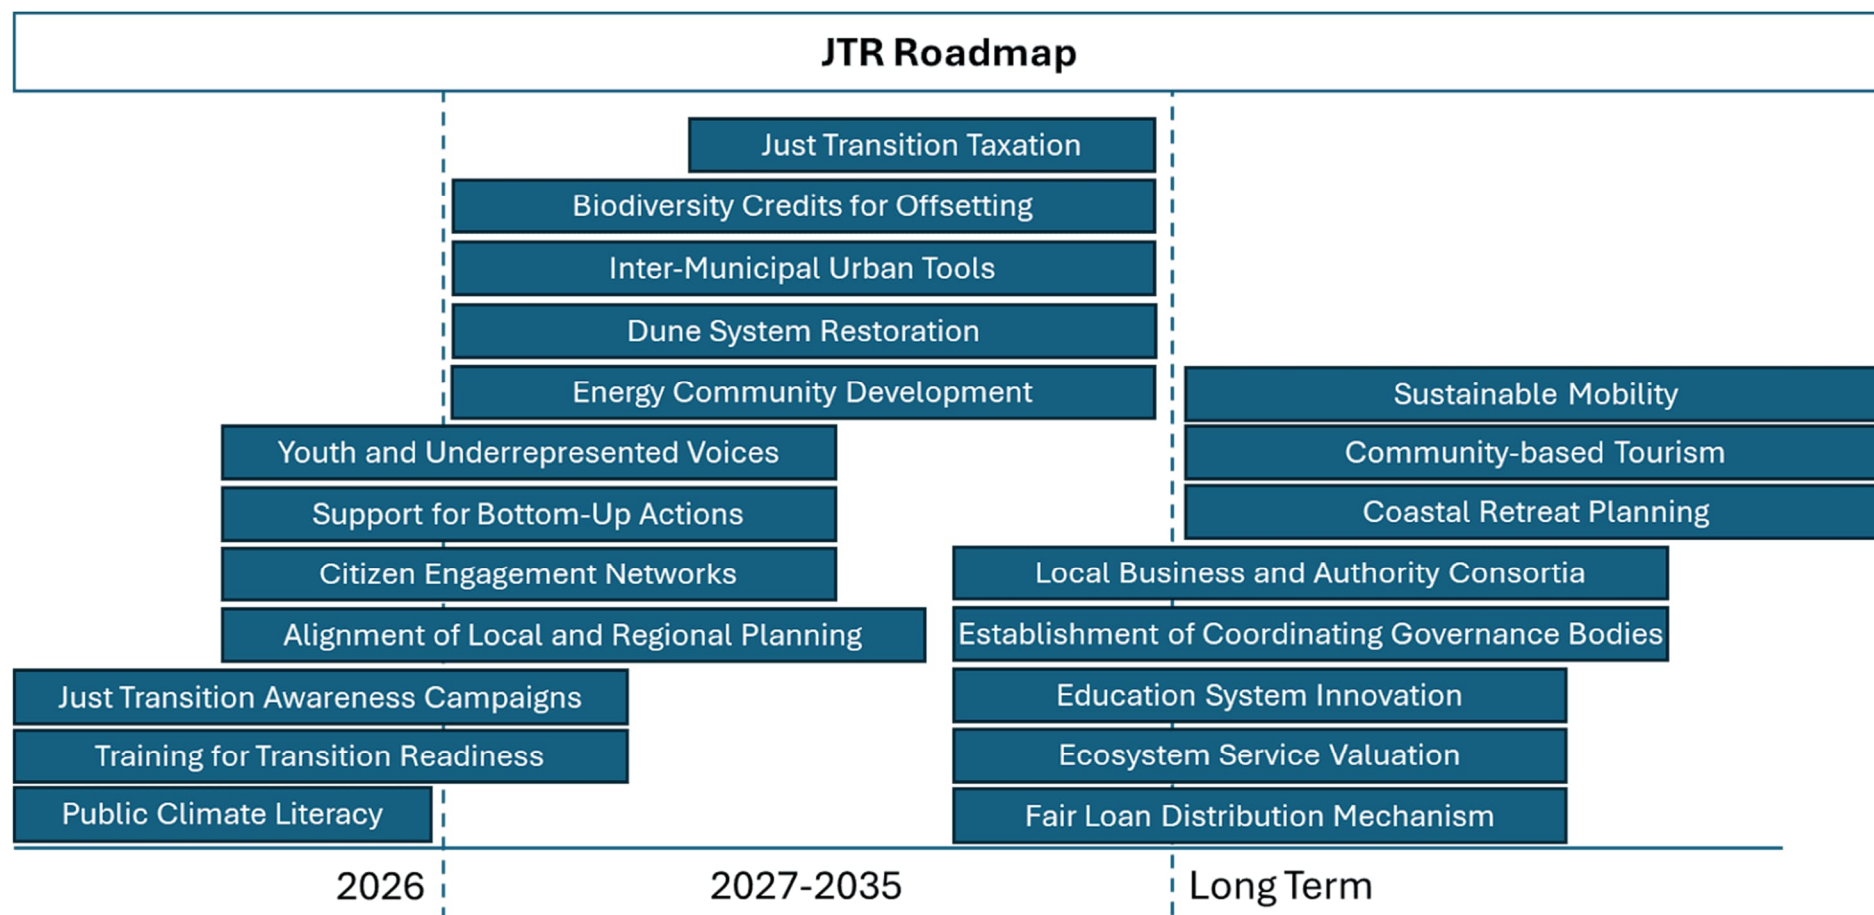 JTR Roadmap
Just Transition Taxation
Biodiversity Credits for Offsetting
Inter-Municipal Urban Tools
Dune System Restoration
Energy Community Development
Sustainable Mobility
Youth and Underrepresented Voices
Community-based Tourism
Support for Bottom-Up Actions
Coastal Retreat Planning
Citizen Engagement Networks
Local Business and Authority Consortia
Alignment of Local and Regional Planning
Establishment of Coordinating Governance Bodies
Just Transition Awareness Campaigns
Education System Innovation
Training for Transition Readiness
Ecosystem Service Valuation
Public Climate Literacy
Fair Loan Distribution Mechanism
2026
2027-2035
Long Term